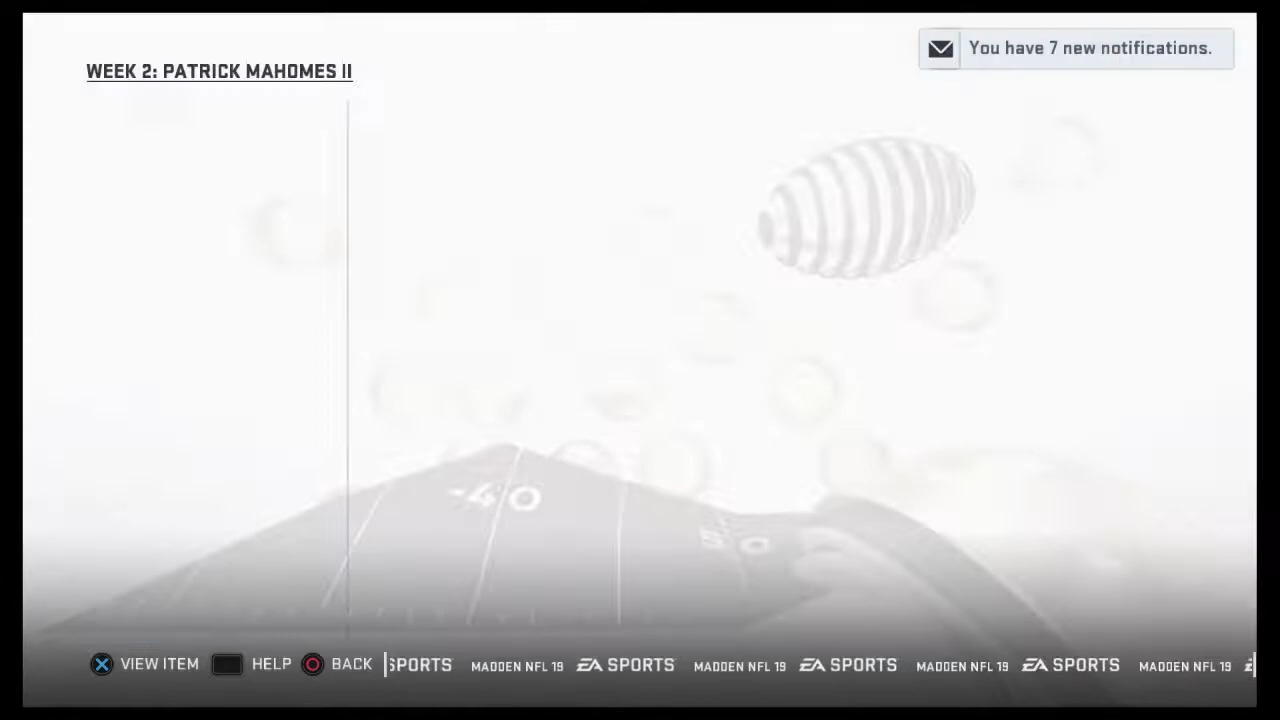 You have 7 new notifications.
WEEK 2: PATRICK MAHOMES II
-40
50
VIEW ITEM HELP BACK SPORTS MADDEN NFL 19 EA SPORTS MADDEN NFL 19 EA SPORTS MADDEN NFL 19 EA SPORTS MADDEN NFL 19